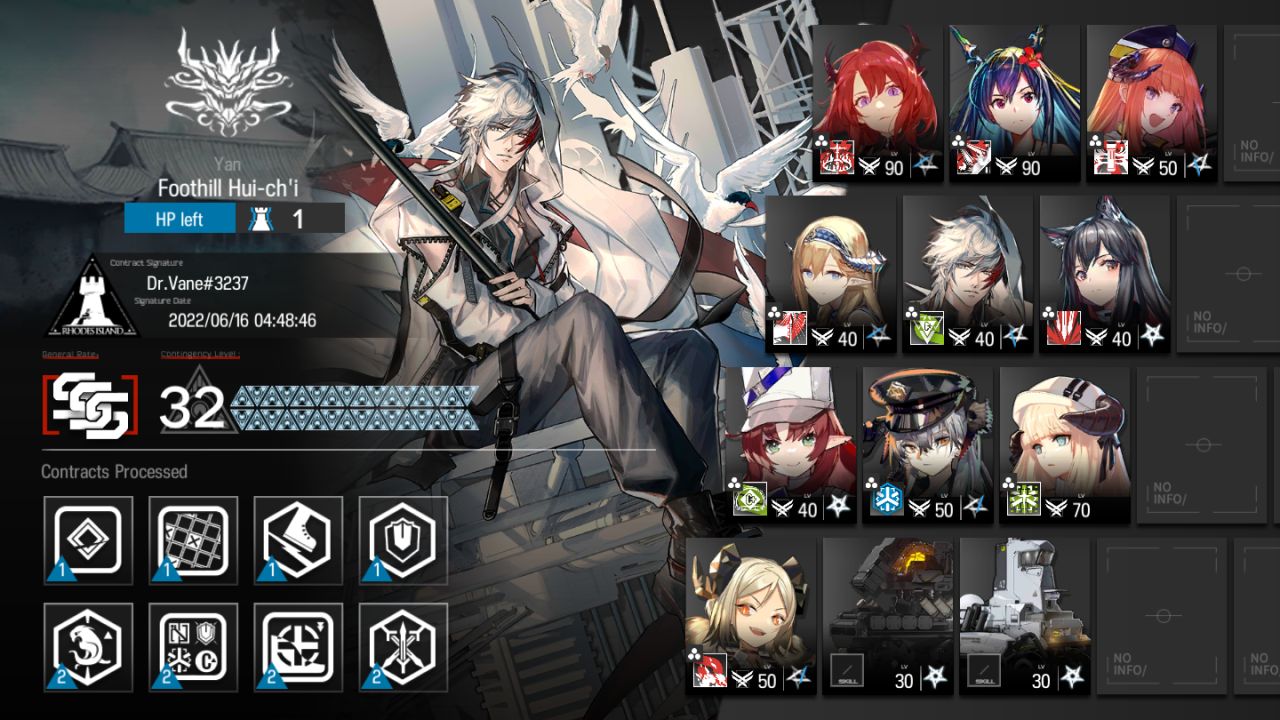 Yan
Foothill Hui-ch'i
HP left
1
Contract Signature
Dr.Vane#3237
Signature Date
2022/06/16 04:48:46
RHODES ISLAND
General Rate:
Contingency Level:
SSS
32
Contracts Processed
1
1
1
1
2
2
2
2
LV
90
LV
90
LV
50
NO
INFO/
LV
40
LV
40
LV
40
NO
INFO/
LV
40
LV
50
LV
70
NO
INFO/
LV
50
SKILL
LV
30
SKILL
LV
30
NO
INFO/
NO
INFO